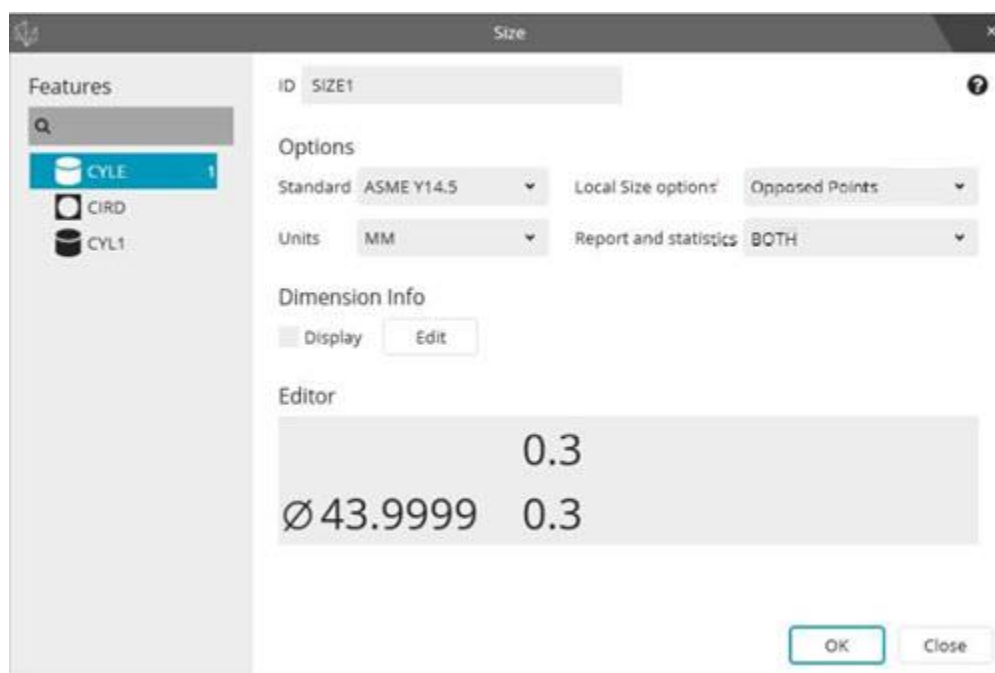 Size
Features
ID SIZE1
CYLE 1
CIRD
CYL1
Options
Standard ASME Y14.5 Local Size options Opposed Points
Units MM Report and statistics BOTH
Dimension Info
Display Edit
Editor
0.3
⌀ 43.9999 0.3
OK Close